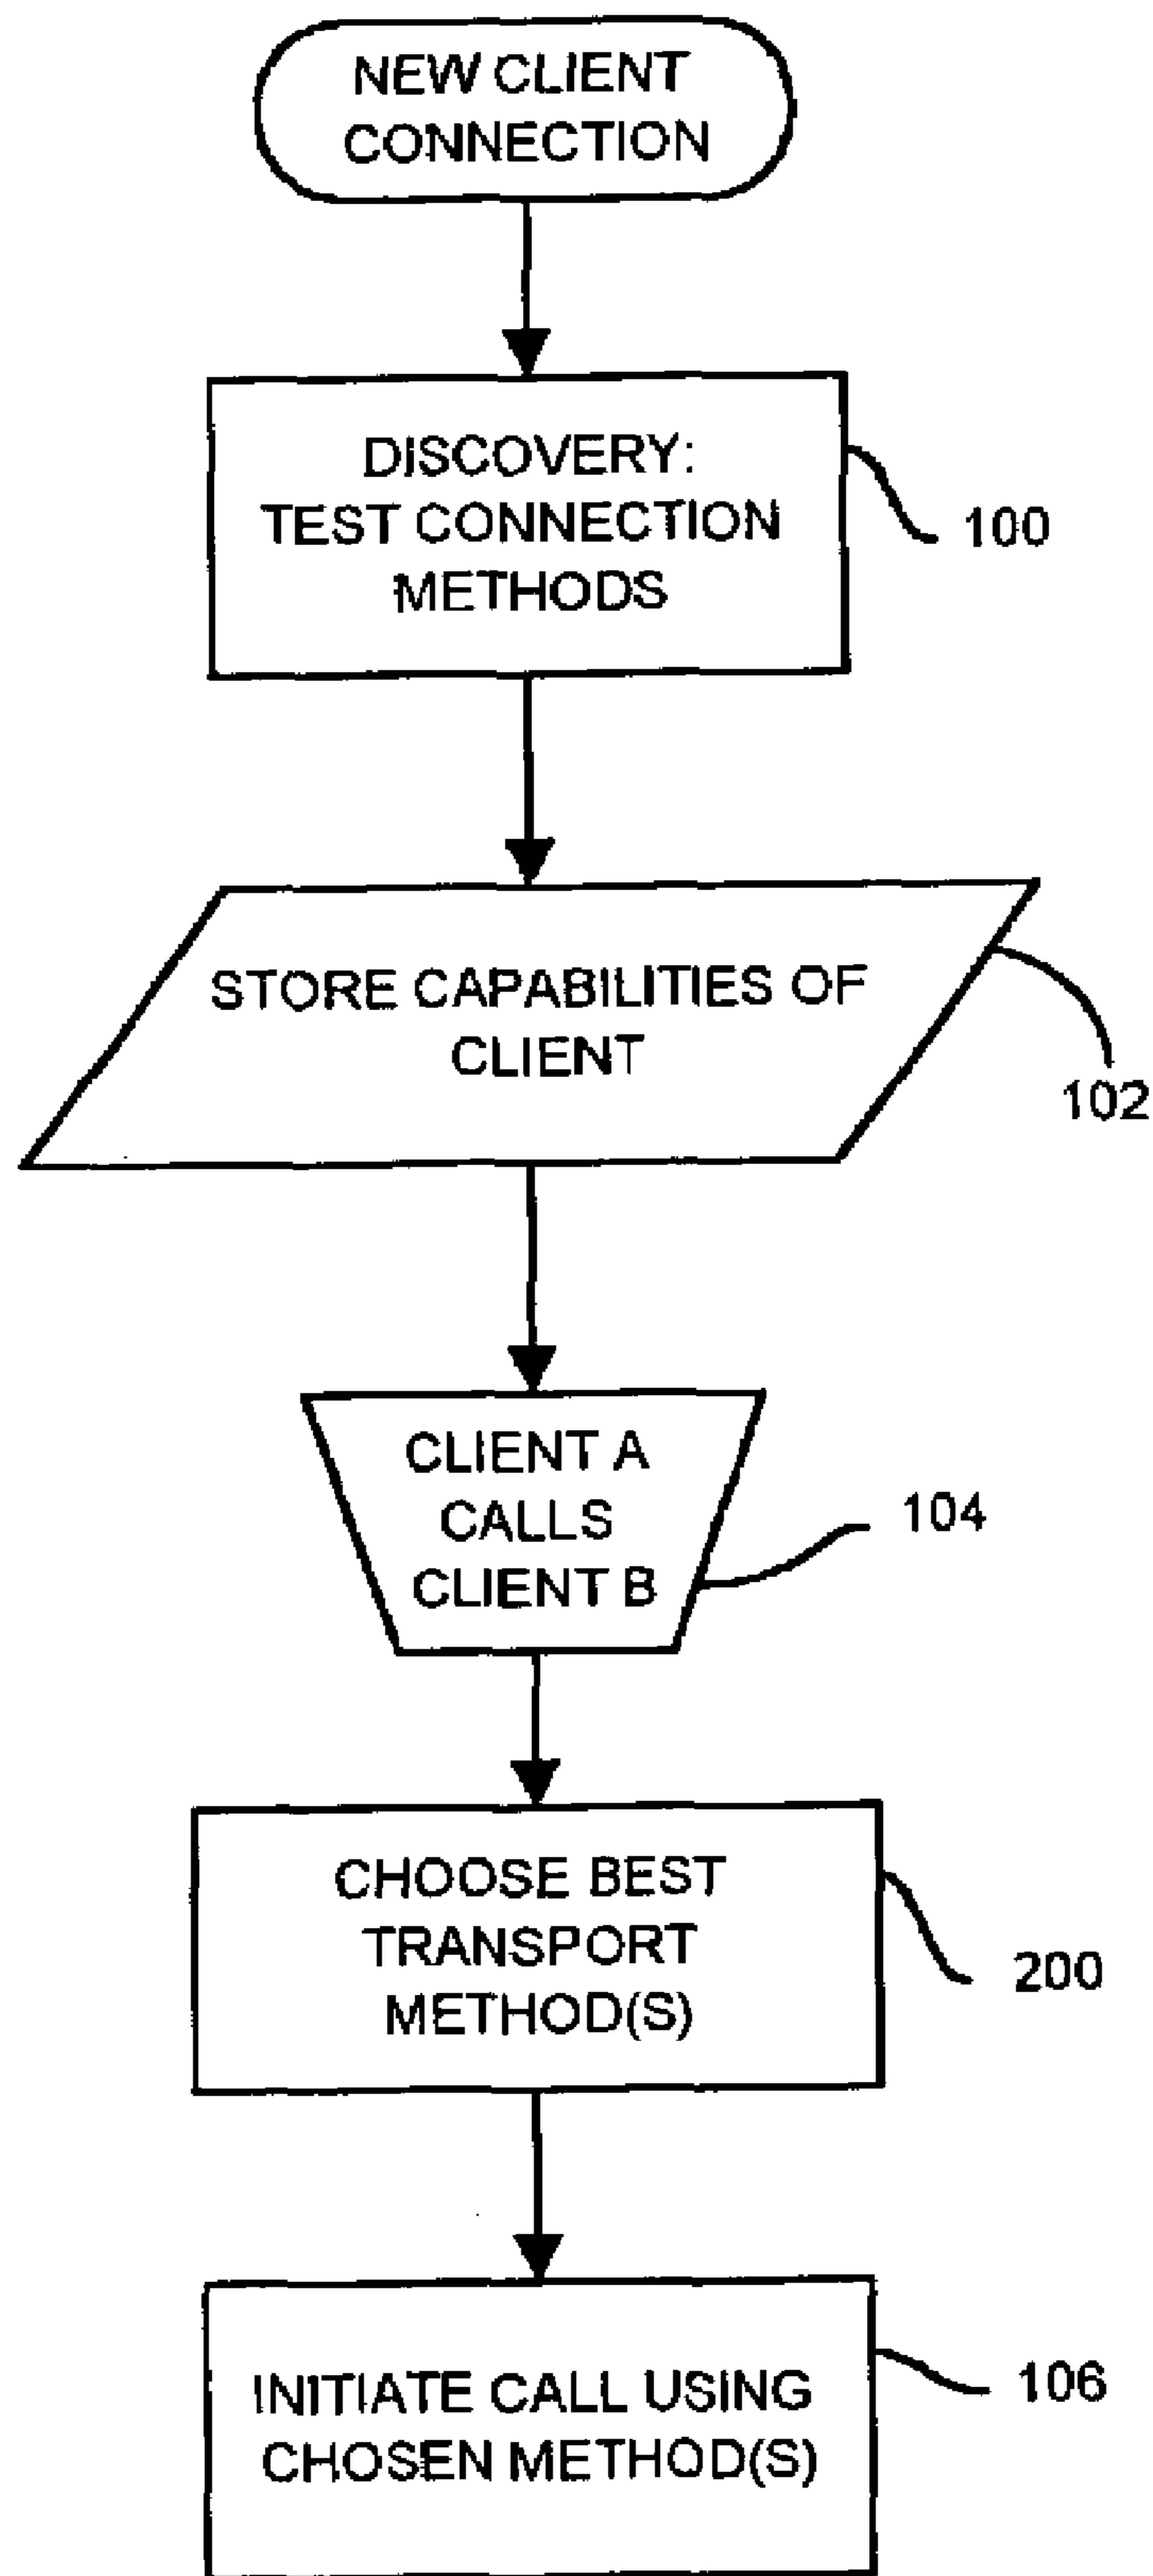 NEW CLIENT
CONNECTION
DISCOVERY:
TEST CONNECTION
METHODS
100
STORE CAPABILITIES OF
CLIENT
102
CLIENT A
CALLS
CLIENT B
104
CHOOSE BEST
TRANSPORT
METHOD(S)
200
INITIATE CALL USING
CHOSEN METHOD(S)
106